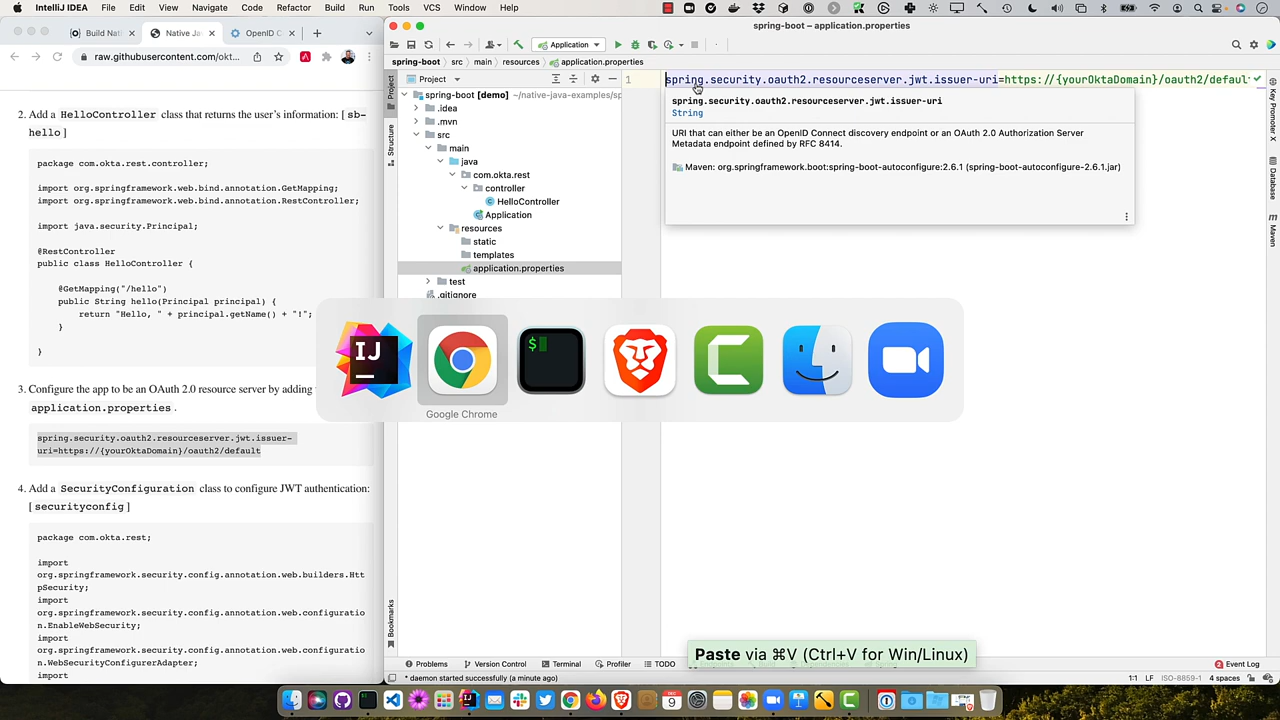 IntelliJ IDEA File Edit View Navigate Code Refactor Build Run Tools VCS Window Help
Build Nati
Native Ja
OpenID C
raw.githubusercontent.com/okt...
2. Add a HelloController class that returns the user's information: [ sb-
hello ]
package com.okta.rest.controller;
import org.springframework.web.bind.annotation.GetMapping;
import org.springframework.web.bind.annotation.RestController;
import java.security.Principal;
@RestController
public class HelloController {
@GetMapping("/hello")
public String hello(Principal principal) {
return "Hello, " + principal.getName() + "!";
}
}
3. Configure the app to be an OAuth 2.0 resource server by adding
application.properties .
spring.security.oauth2.resourceserver.jwt.issuer-
uri=https://{yourOktaDomain}/oauth2/default
4. Add a SecurityConfiguration class to configure JWT authentication:
[ securityconfig ]
package com.okta.rest;
import
org.springframework.security.config.annotation.web.builders.Htt
pSecurity;
import
org.springframework.security.config.annotation.web.configuratio
n.EnableWebSecurity;
import
org.springframework.security.config.annotation.web.configuratio
n.WebSecurityConfigurerAdapter;
import
spring-boot – application.properties
Application
spring-boot src main resources application.properties
Project
Project
Structure
Bookmarks
spring-boot [demo] ~/native-java-examples/sp
.idea
.mvn
src
main
java
com.okta.rest
controller
HelloController
Application
resources
static
templates
application.properties
test
.gitignore
1 spring.security.oauth2.resourceserver.jwt.issuer-uri=https://{yourOktaDomain}/oauth2/default
spring.security.oauth2.resourceserver.jwt.issuer-uri
String
URI that can either be an OpenID Connect discovery endpoint or an OAuth 2.0 Authorization Server
Metadata endpoint defined by RFC 8414.
Maven: org.springframework.boot:spring-boot-autoconfigure:2.6.1 (spring-boot-autoconfigure-2.6.1.jar)
Key Promoter X
Database
Maven
IJ
$
Google Chrome
Paste via ⌘V (Ctrl+V for Win/Linux)
Problems Version Control Terminal Profiler TODO
Event Log
* daemon started successfully (a minute ago)
1:1 LF ISO-8859-1 4 spaces